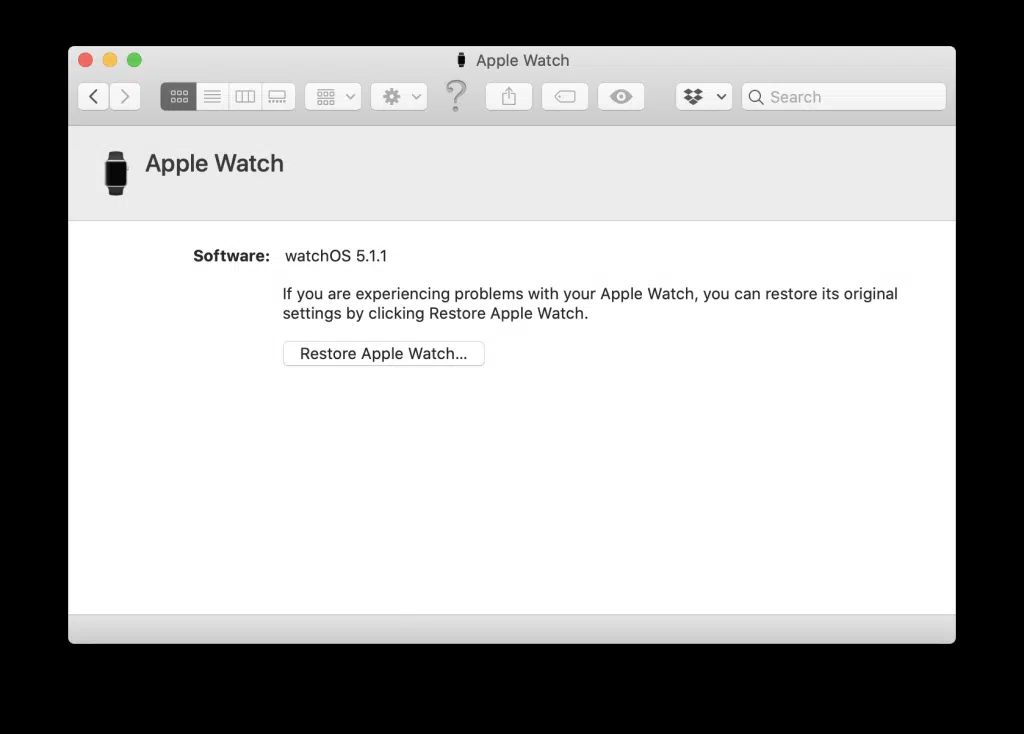 Apple Watch
Search
Apple Watch
Software: watchOS 5.1.1
If you are experiencing problems with your Apple Watch, you can restore its original
settings by clicking Restore Apple Watch.
Restore Apple Watch...